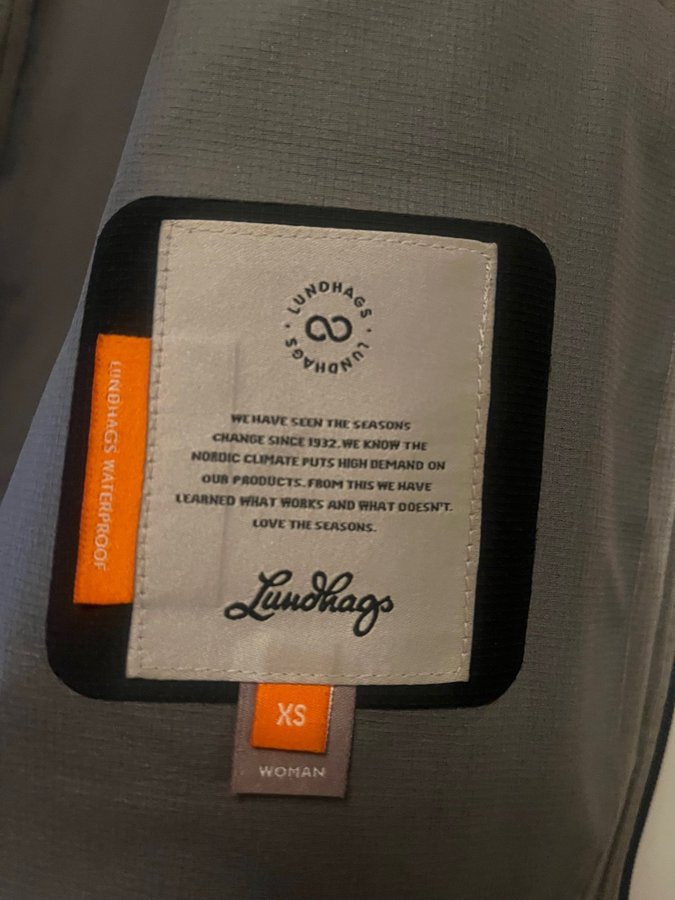 LUNDHAGS · LUNDHAGS ·
WE HAVE SEEN THE SEASONS
CHANGE SINCE 1932. WE KNOW THE
NORDIC CLIMATE PUTS HIGH DEMAND ON
OUR PRODUCTS. FROM THIS WE HAVE
LEARNED WHAT WORKS AND WHAT DOESN'T.
LOVE THE SEASONS.
Lundhags
LUNDHAGS WATERPROOF
XS
WOMAN